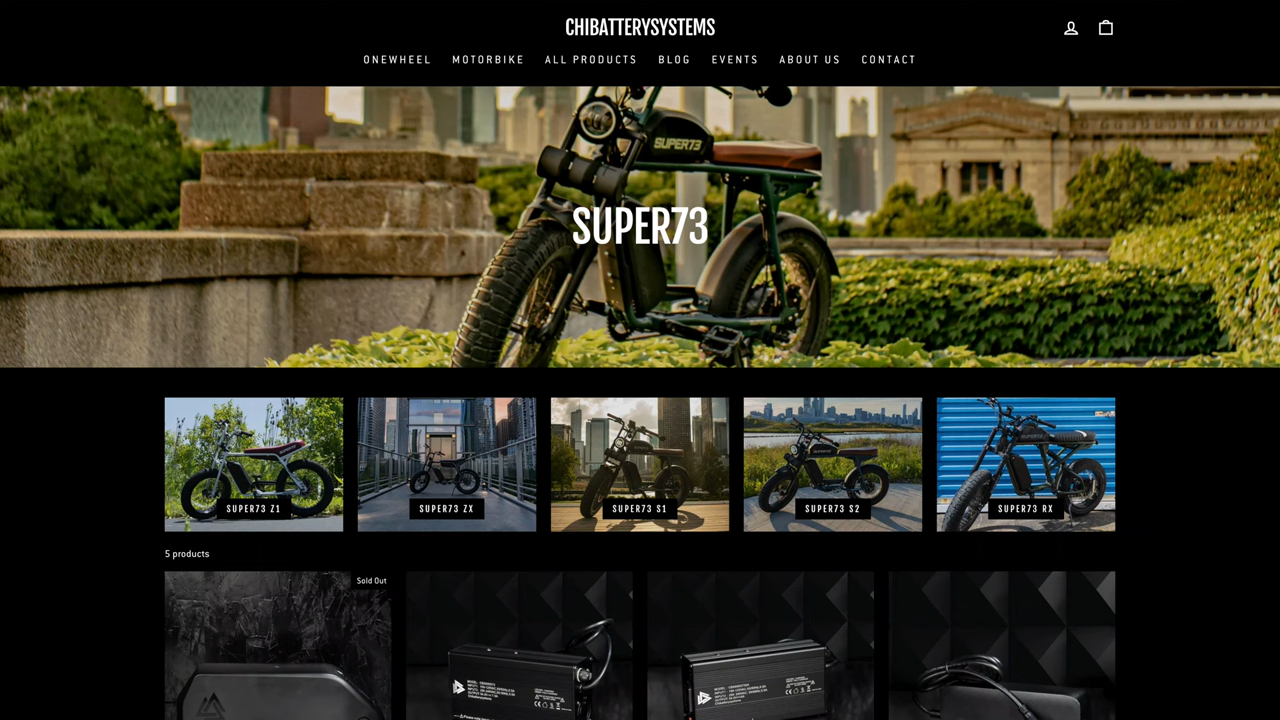 CHIBATTERYSYSTEMS
ONEWHEEL MOTORBIKE ALL PRODUCTS BLOG EVENTS ABOUT US CONTACT
SUPER73
SUPER73
SUPER73 Z1
SUPER73 ZX
SUPER73 S1
SUPER73 S2
SUPER73 RX
5 products
Sold Out